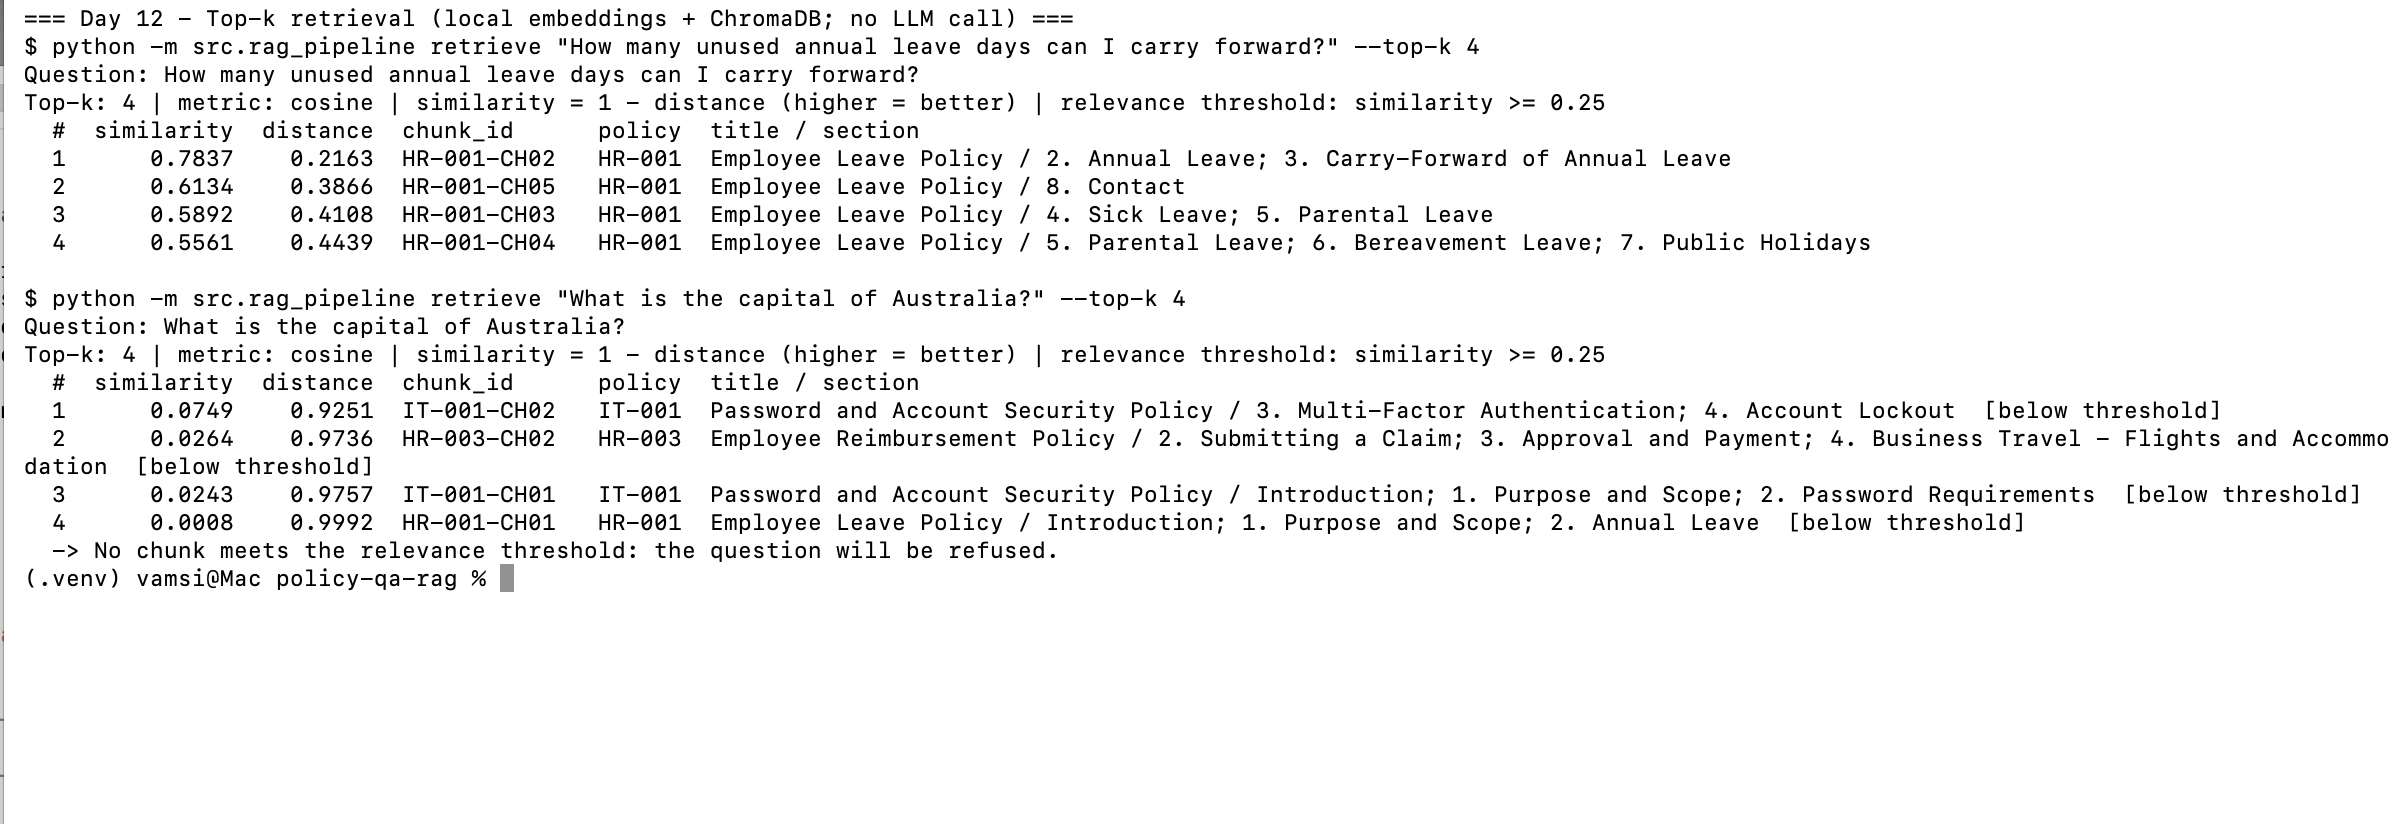 === Day 12 - Top-k retrieval (local embeddings + ChromaDB; no LLM call) ===
$ python -m src.rag_pipeline retrieve "How many unused annual leave days can I carry forward?" --top-k 4
Question: How many unused annual leave days can I carry forward?
Top-k: 4 | metric: cosine | similarity = 1 - distance (higher = better) | relevance threshold: similarity >= 0.25
  #  similarity  distance  chunk_id      policy  title / section
  1      0.7837    0.2163  HR-001-CH02   HR-001  Employee Leave Policy / 2. Annual Leave; 3. Carry-Forward of Annual Leave
  2      0.6134    0.3866  HR-001-CH05   HR-001  Employee Leave Policy / 8. Contact
  3      0.5892    0.4108  HR-001-CH03   HR-001  Employee Leave Policy / 4. Sick Leave; 5. Parental Leave
  4      0.5561    0.4439  HR-001-CH04   HR-001  Employee Leave Policy / 5. Parental Leave; 6. Bereavement Leave; 7. Public Holidays

$ python -m src.rag_pipeline retrieve "What is the capital of Australia?" --top-k 4
Question: What is the capital of Australia?
Top-k: 4 | metric: cosine | similarity = 1 - distance (higher = better) | relevance threshold: similarity >= 0.25
  #  similarity  distance  chunk_id      policy  title / section
  1      0.0749    0.9251  IT-001-CH02   IT-001  Password and Account Security Policy / 3. Multi-Factor Authentication; 4. Account Lockout  [below threshold]
  2      0.0264    0.9736  HR-003-CH02   HR-003  Employee Reimbursement Policy / 2. Submitting a Claim; 3. Approval and Payment; 4. Business Travel - Flights and Accommo
dation  [below threshold]
  3      0.0243    0.9757  IT-001-CH01   IT-001  Password and Account Security Policy / Introduction; 1. Purpose and Scope; 2. Password Requirements  [below threshold]
  4      0.0008    0.9992  HR-001-CH01   HR-001  Employee Leave Policy / Introduction; 1. Purpose and Scope; 2. Annual Leave  [below threshold]
  -> No chunk meets the relevance threshold: the question will be refused.
(.venv) vamsi@Mac policy-qa-rag %